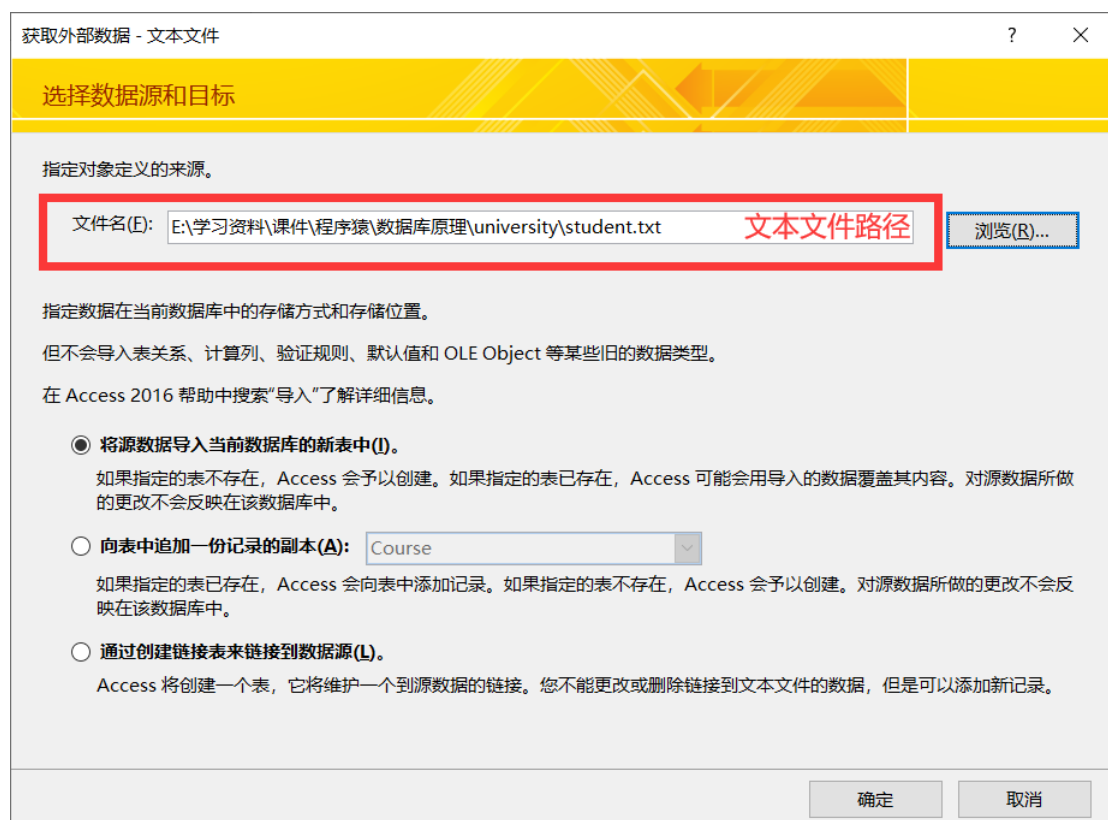 获取外部数据 - 文本文件
?
选择数据源和目标
指定对象定义的来源。
文件名(F): E:\学习资料\课件\程序猿\数据库原理\university\student.txt 文本文件路径 浏览(R)...
指定数据在当前数据库中的存储方式和存储位置。
但不会导入表关系、计算列、验证规则、默认值和 OLE Object 等某些旧的数据类型。
在 Access 2016 帮助中搜索“导入”了解详细信息。
将源数据导入当前数据库的新表中(I)。
如果指定的表不存在，Access 会予以创建。如果指定的表已存在，Access 可能会用导入的数据覆盖其内容。对源数据所做
的更改不会反映在该数据库中。
向表中追加一份记录的副本(A): Course
如果指定的表已存在，Access 会向表中添加记录。如果指定的表不存在，Access 会予以创建。对源数据所做的更改不会反
映在该数据库中。
通过创建链接表来链接到数据源(L)。
Access 将创建一个表，它将维护一个到源数据的链接。您不能更改或删除链接到文本文件的数据，但是可以添加新记录。
确定 取消